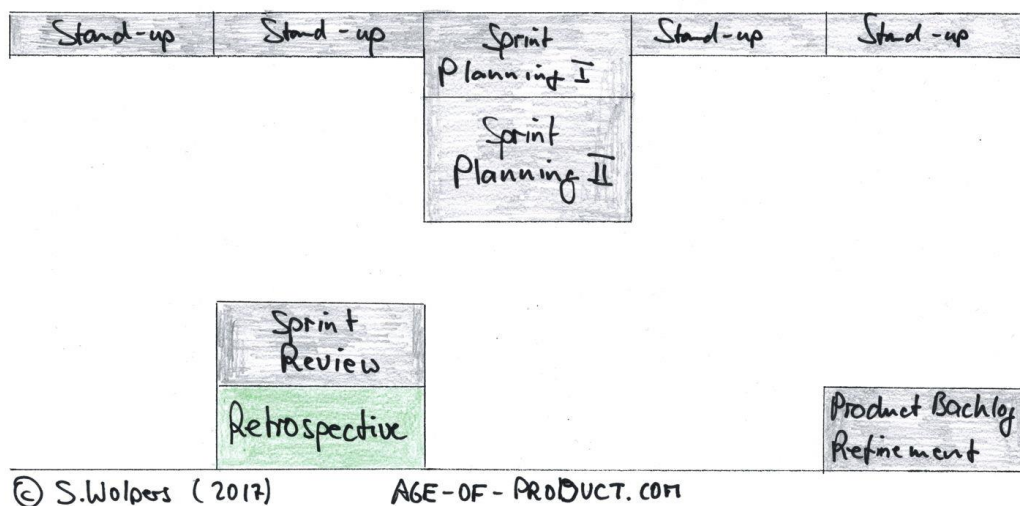 Stand-up
Stand-up
Sprint
Planning I
Stand-up
Stand-up
Sprint
Planning II
Sprint
Review
Retrospective
Product Backlog
Refinement
© S.Wolpers (2017)
AGE-OF-PRODUCT.COM